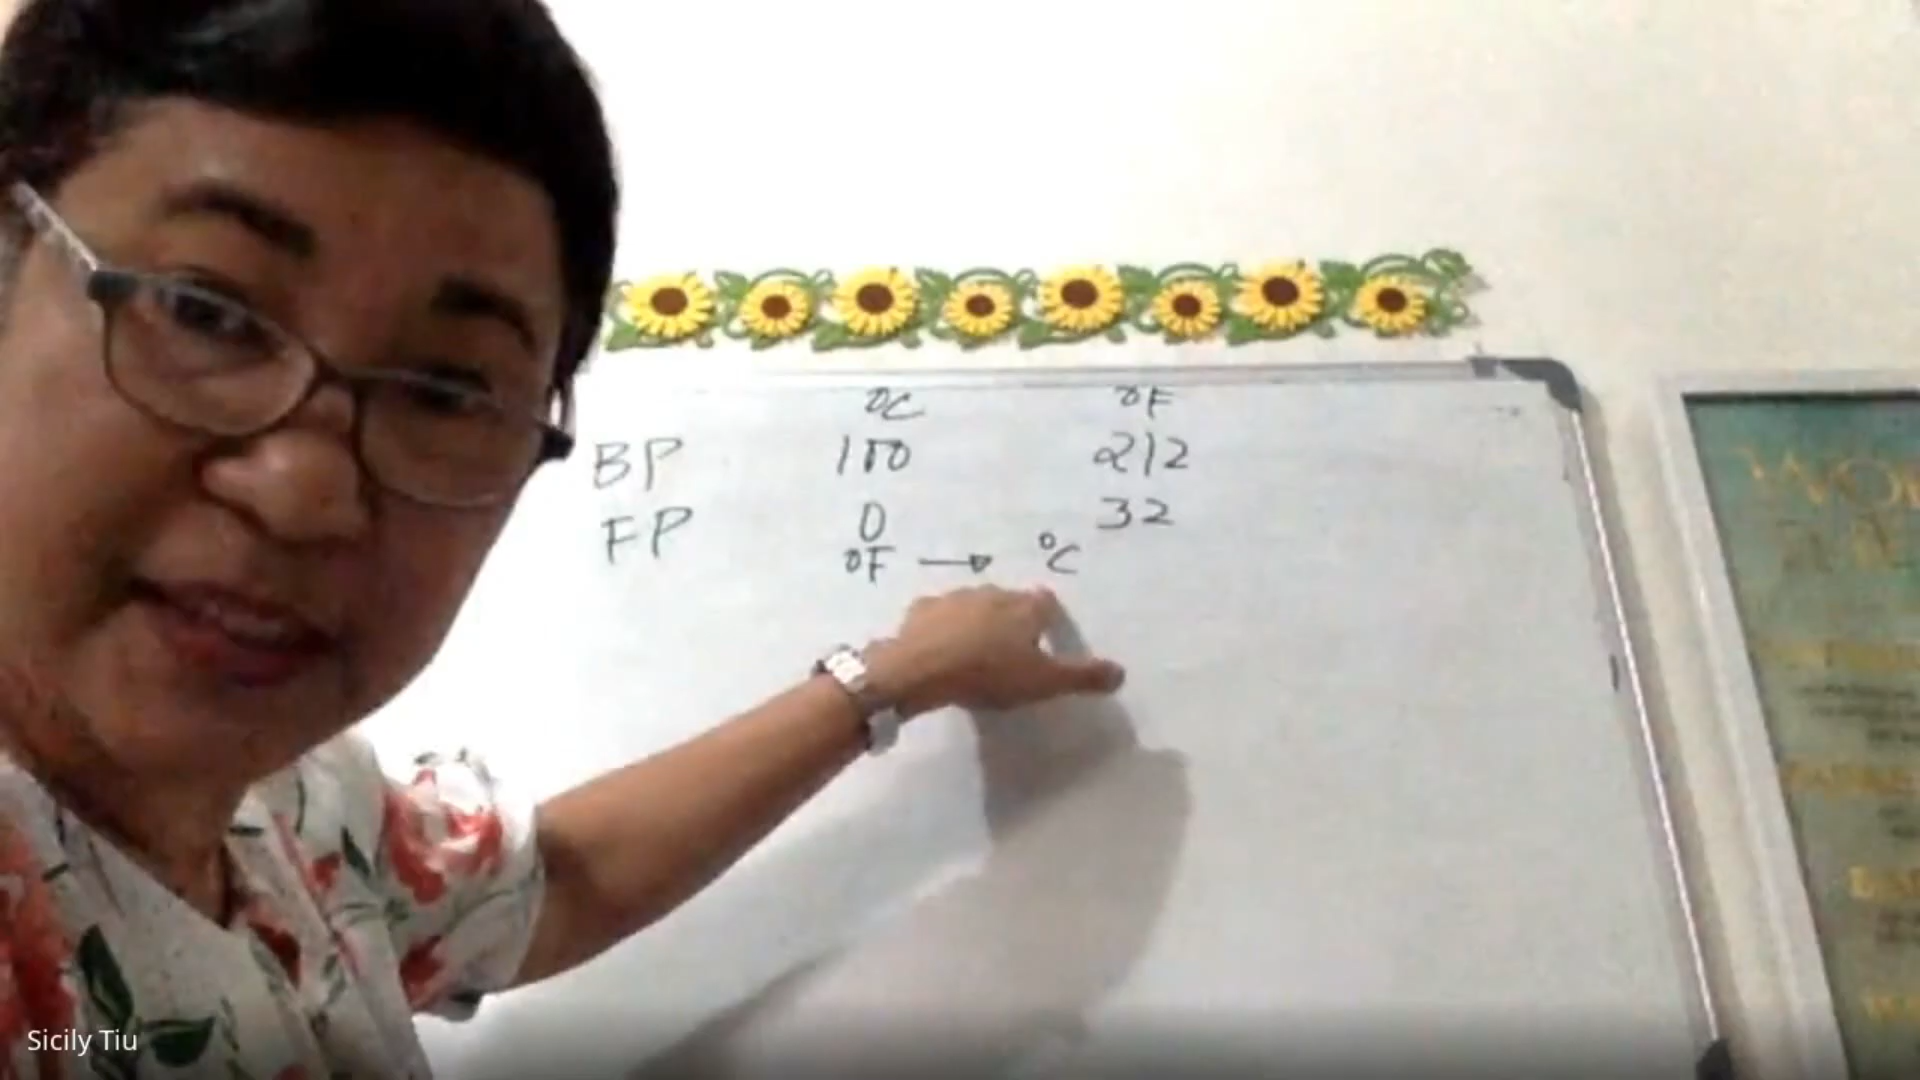 °C °F
BP 100 212
FP 0 32
°F → °C
Sicily Tiu